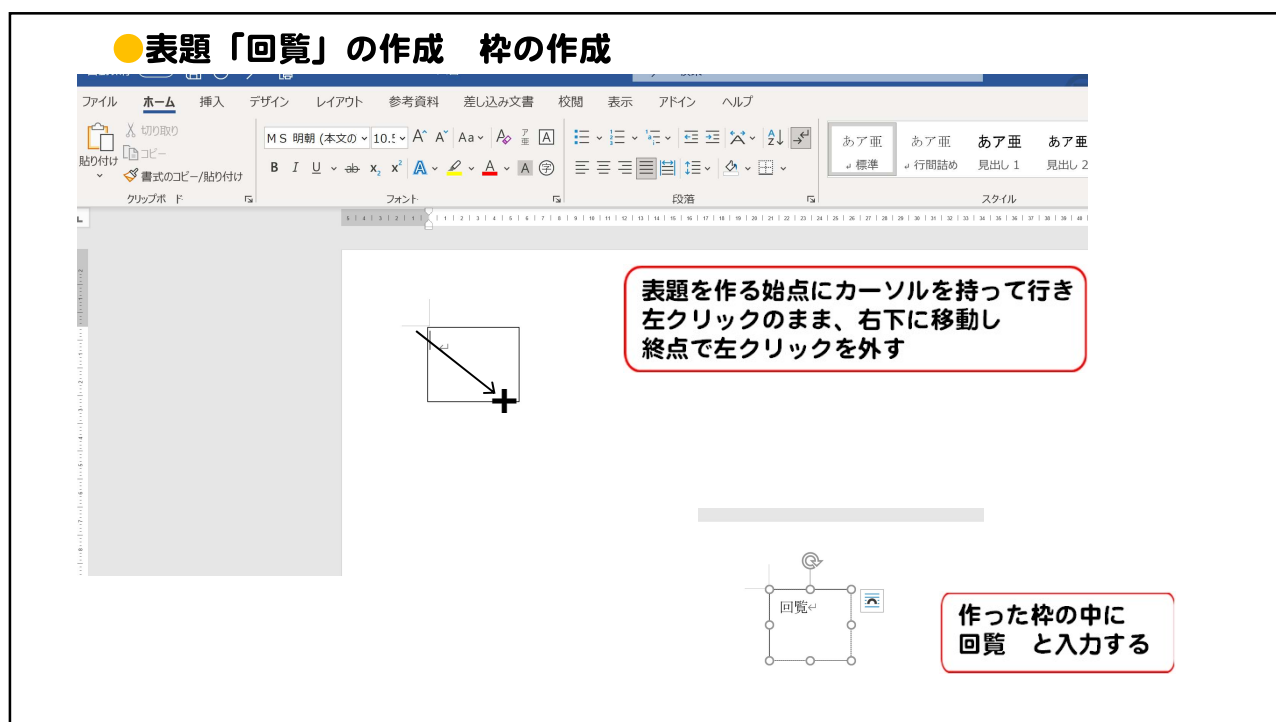 ●表題「回覧」の作成　枠の作成
ファイル ホーム 挿入 デザイン レイアウト 参考資料 差し込み文書 校閲 表示 アドイン ヘルプ
切り取り
コピー
書式のコピー/貼り付け
貼り付け
クリップボード
ＭＳ 明朝 (本文の 10.5 A^ Aˇ Aa A
B I U ab x₂ x² A A A 字
フォント
段落
あア亜 あア亜 あア亜 あア亜
標準 行間詰め 見出し 1 見出し 2
スタイル
表題を作る始点にカーソルを持って行き
左クリックのまま、右下に移動し
終点で左クリックを外す
回覧↵
作った枠の中に
回覧　と入力する